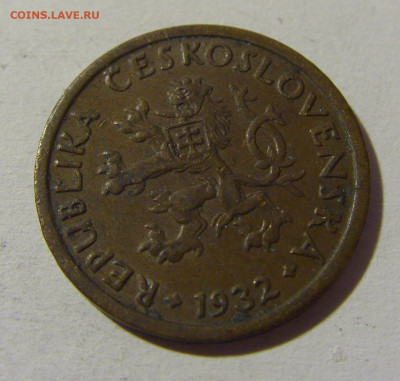 COINS.LAVE.RU
REPUBLIKA ČESKOSLOVENSKÁ
1932